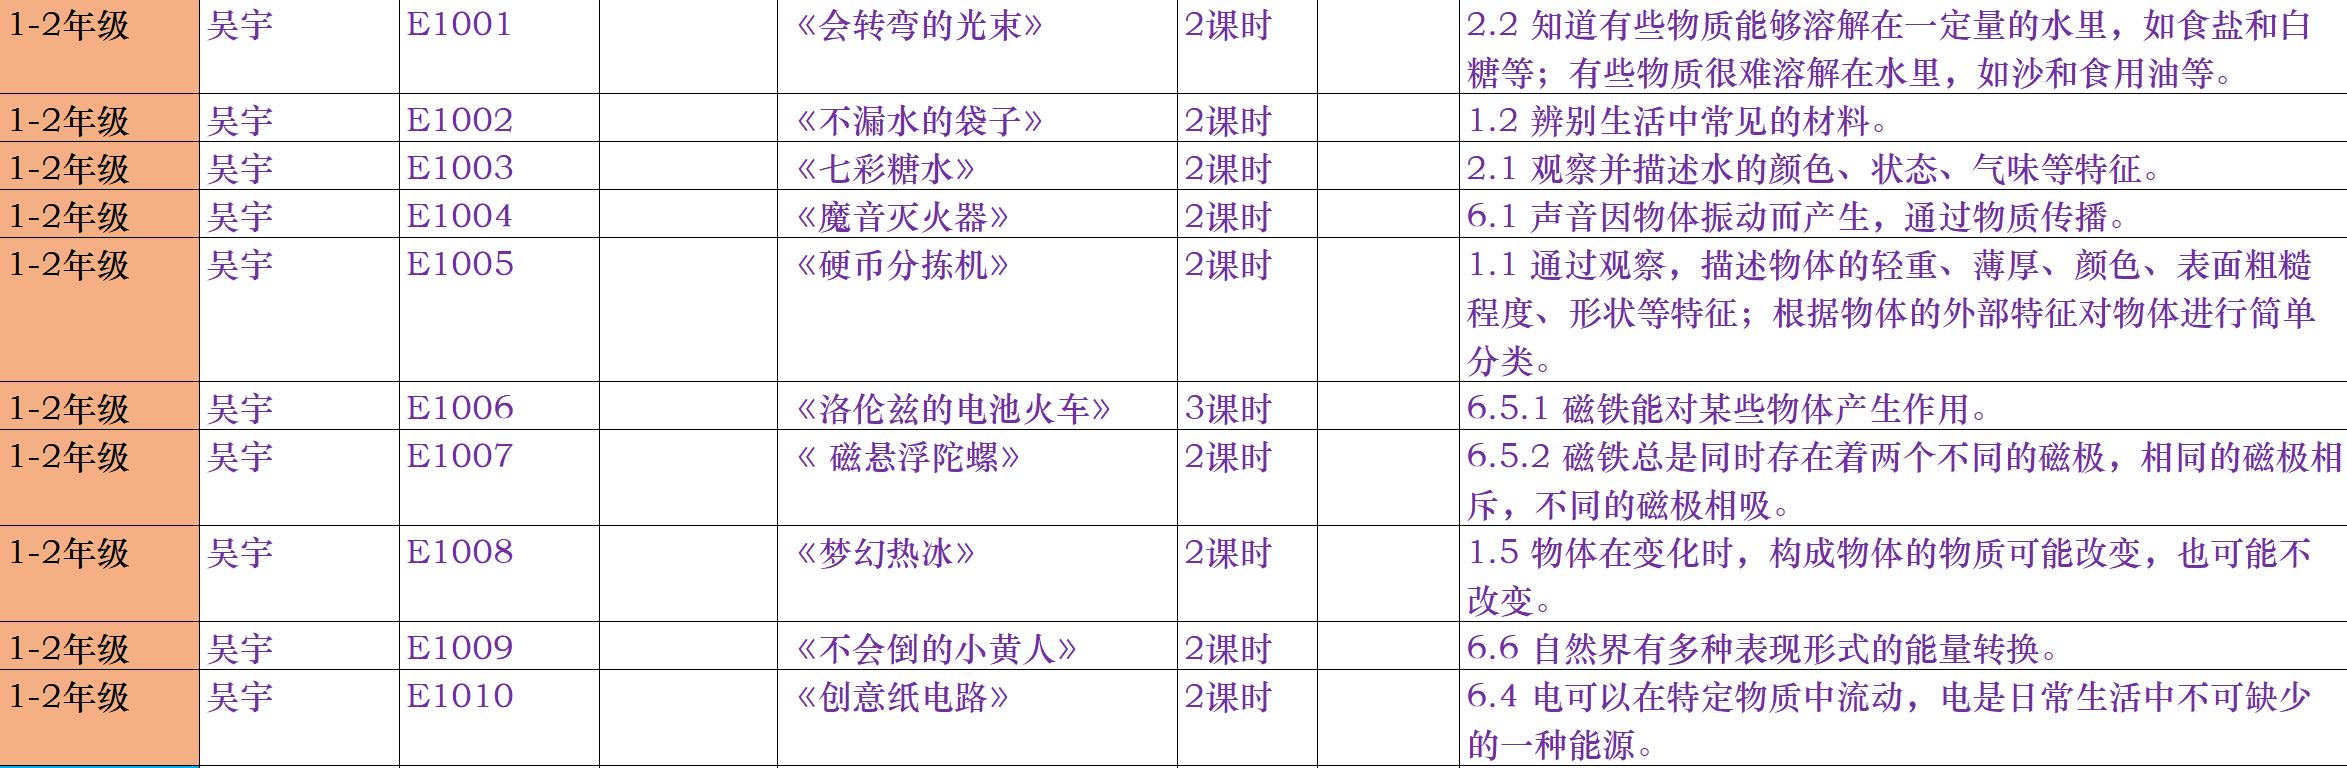 1-2年级 吴宇 E1001 《会转弯的光束》 2课时 2.2 知道有些物质能够溶解在一定量的水里，如食盐和白
糖等；有些物质很难溶解在水里，如沙和食用油等。
1-2年级 吴宇 E1002 《不漏水的袋子》 2课时 1.2 辨别生活中常见的材料。
1-2年级 吴宇 E1003 《七彩糖水》 2课时 2.1 观察并描述水的颜色、状态、气味等特征。
1-2年级 吴宇 E1004 《魔音灭火器》 2课时 6.1 声音因物体振动而产生，通过物质传播。
1-2年级 吴宇 E1005 《硬币分拣机》 2课时 1.1 通过观察，描述物体的轻重、薄厚、颜色、表面粗糙
程度、形状等特征；根据物体的外部特征对物体进行简单
分类。
1-2年级 吴宇 E1006 《洛伦兹的电池火车》 3课时 6.5.1 磁铁能对某些物体产生作用。
1-2年级 吴宇 E1007 《 磁悬浮陀螺》 2课时 6.5.2 磁铁总是同时存在着两个不同的磁极，相同的磁极相
斥，不同的磁极相吸。
1-2年级 吴宇 E1008 《梦幻热冰》 2课时 1.5 物体在变化时，构成物体的物质可能改变，也可能不
改变。
1-2年级 吴宇 E1009 《不会倒的小黄人》 2课时 6.6 自然界有多种表现形式的能量转换。
1-2年级 吴宇 E1010 《创意纸电路》 2课时 6.4 电可以在特定物质中流动，电是日常生活中不可缺少
的一种能源。